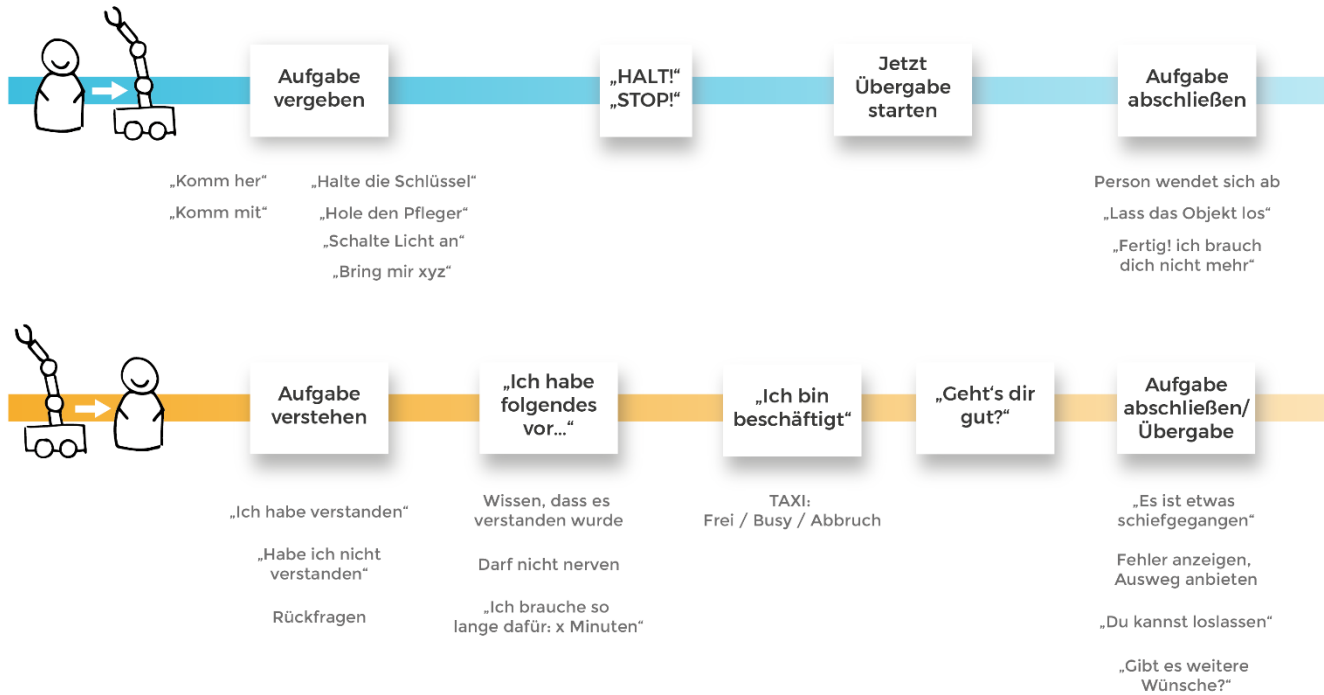 Aufgabe
vergeben
„HALT!“
„STOP!“
Jetzt
Übergabe
starten
Aufgabe
abschließen
„Komm her“
„Komm mit“
„Halte die Schlüssel“
„Hole den Pfleger“
„Schalte Licht an“
„Bring mir xyz“
Person wendet sich ab
„Lass das Objekt los“
„Fertig! ich brauch
dich nicht mehr“
Aufgabe
verstehen
„Ich habe
folgendes
vor...“
„Ich bin
beschäftigt“
„Geht‘s dir
gut?“
Aufgabe
abschließen/
Übergabe
„Ich habe verstanden“
„Habe ich nicht
verstanden“
Rückfragen
Wissen, dass es
verstanden wurde
Darf nicht nerven
„Ich brauche so
lange dafür: x Minuten“
TAXI:
Frei / Busy / Abbruch
„Es ist etwas
schiefgegangen“
Fehler anzeigen,
Ausweg anbieten
„Du kannst loslassen“
„Gibt es weitere
Wünsche?“